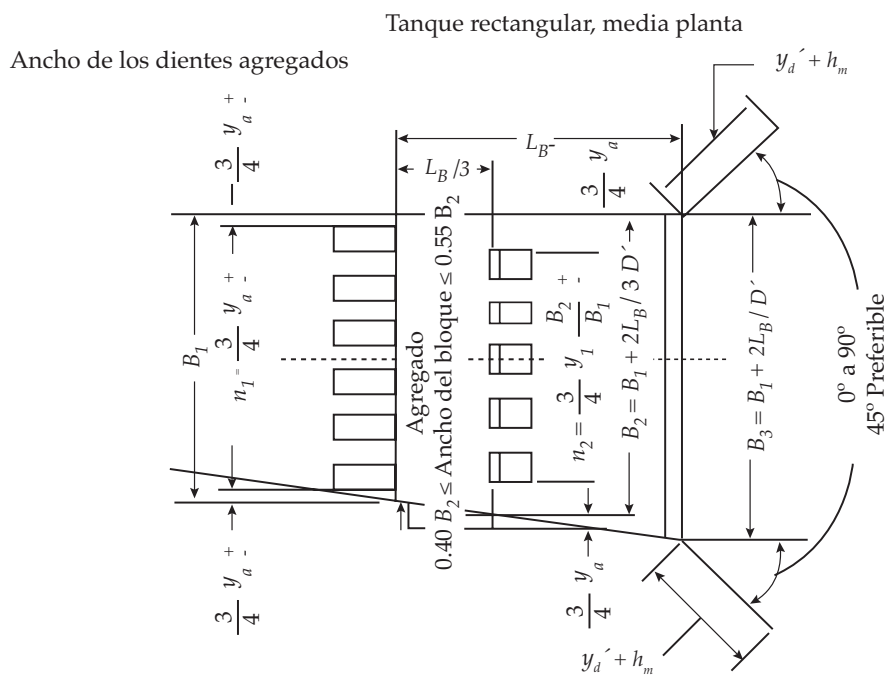 Tanque rectangular, media planta
Ancho de los dientes agregados
y_d´ + h_m
3/4 y_a ±
L_B-
L_B /3
3/4 y_a
B_1
n_1 = 3/4 y_a ±
Agregado
0.40 B_2 ≤ Ancho del bloque ≤ 0.55 B_2
n_2 = 3/4 y_1 B_2/B_1 ±
B_2 = B_1 + 2L_B / 3 D´
B_3 = B_1 + 2L_B / D´
0º a 90º
45º Preferible
3/4 y_a ±
3/4 y_a
y_d´ + h_m